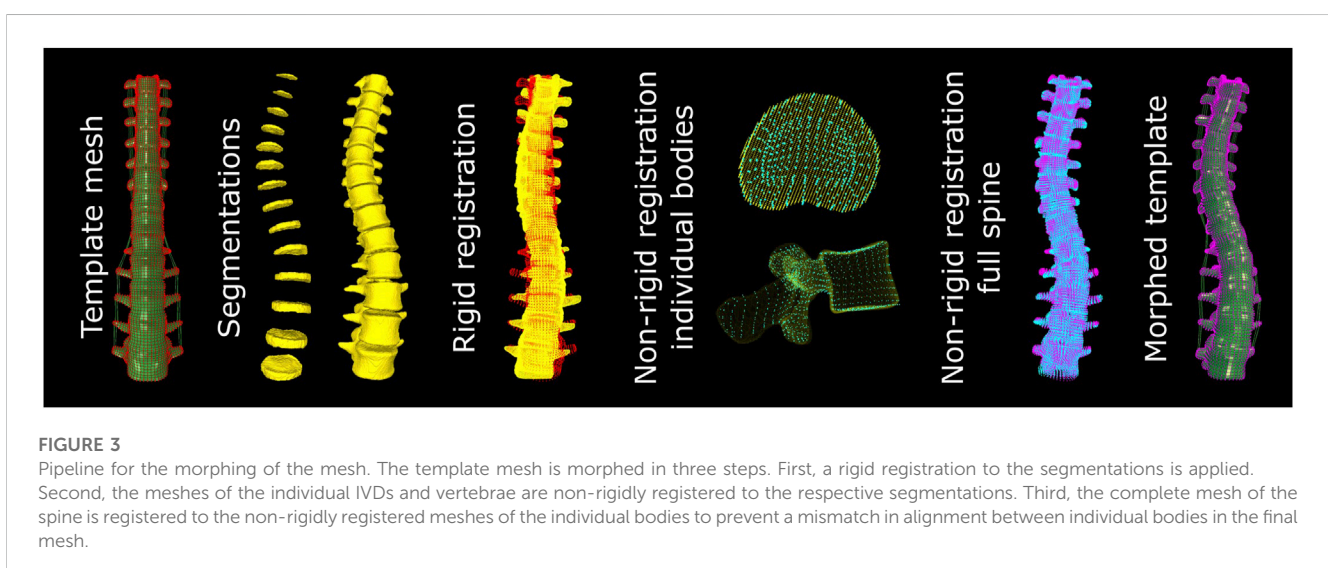 Template mesh
Segmentations
Rigid registration
Non-rigid registration
individual bodies
Non-rigid registration
full spine
Morphed template
FIGURE 3
Pipeline for the morphing of the mesh. The template mesh is morphed in three steps. First, a rigid registration to the segmentations is applied.
Second, the meshes of the individual IVDs and vertebrae are non-rigidly registered to the respective segmentations. Third, the complete mesh of the
spine is registered to the non-rigidly registered meshes of the individual bodies to prevent a mismatch in alignment between individual bodies in the final
mesh.